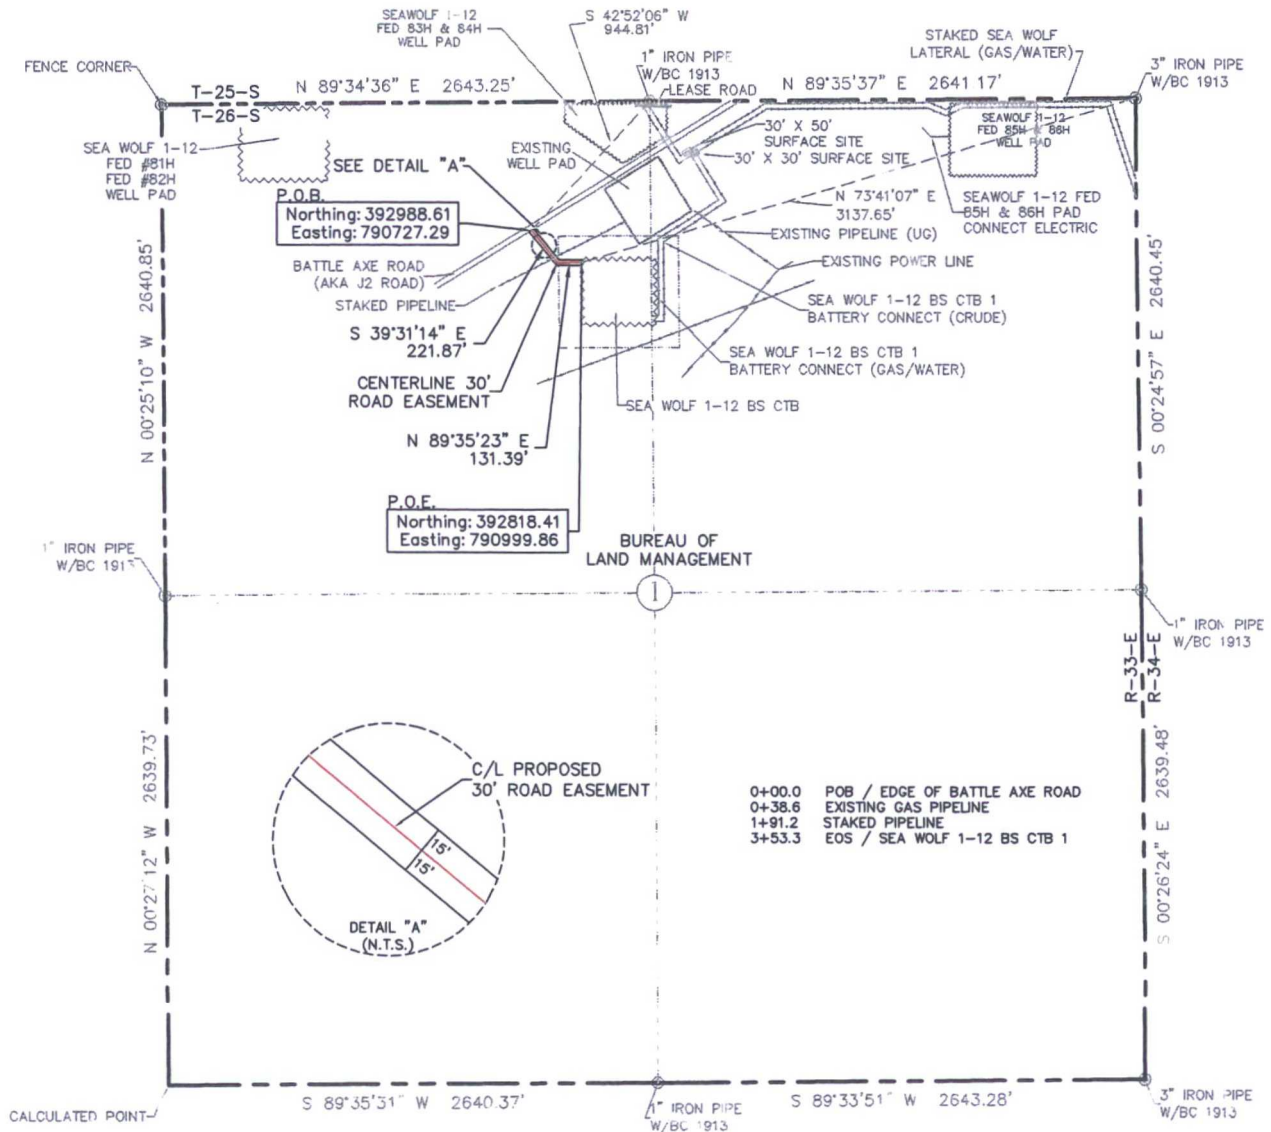 SEAWOLF 1-12
FED 83H & 84H
WELL PAD
S 42°52'06" W
944.81'
1" IRON PIPE
W/BC 1913
LEASE ROAD
STAKED SEA WOLF
LATERAL (GAS/WATER)
3" IRON PIPE
W/BC 1913
FENCE CORNER
T-25-S
T-26-S
N 89°34'36" E 2643.25'
N 89°35'37" E 2641.17'
SEA WOLF 1-12
FED #81H
FED #82H
WELL PAD
SEE DETAIL "A"
EXISTING
WELL PAD
30' X 50'
SURFACE SITE
30' X 30' SURFACE SITE
SEAWOLF 1-12
FED 85H & 86H
WELL PAD
P.O.B.
Northing: 392988.61
Easting: 790727.29
N 73°41'07" E
3137.65'
SEAWOLF 1-12 FED
85H & 86H PAD
CONNECT ELECTRIC
EXISTING PIPELINE (UG)
EXISTING POWER LINE
BATTLE AXE ROAD
(AKA J2 ROAD)
STAKED PIPELINE
SEA WOLF 1-12 BS CTB 1
BATTERY CONNECT (CRUDE)
S 39°31'14" E
221.87'
SEA WOLF 1-12 BS CTB 1
BATTERY CONNECT (GAS/WATER)
CENTERLINE 30'
ROAD EASEMENT
SEA WOLF 1-12 BS CTB
N 89°35'23" E
131.39'
N 00°25'10" W 2640.85'
S 00°24'57" E 2640.45'
P.O.E.
Northing: 392818.41
Easting: 790999.86
BUREAU OF
LAND MANAGEMENT
1" IRON PIPE
W/BC 1913
1
1" IRON PIPE
W/BC 1913
R-33-E
R-34-E
N 00°27'12" W 2639.73'
S 00°26'24" E 2639.48'
C/L PROPOSED
30' ROAD EASEMENT
15'
15'
DETAIL "A"
(N.T.S.)
0+00.0 POB / EDGE OF BATTLE AXE ROAD
0+38.6 EXISTING GAS PIPELINE
1+91.2 STAKED PIPELINE
3+53.3 EOS / SEA WOLF 1-12 BS CTB 1
CALCULATED POINT
S 89°35'31" W 2640.37'
1" IRON PIPE
W/BC 1913
S 89°33'51" W 2643.28'
3" IRON PIPE
W/BC 1913